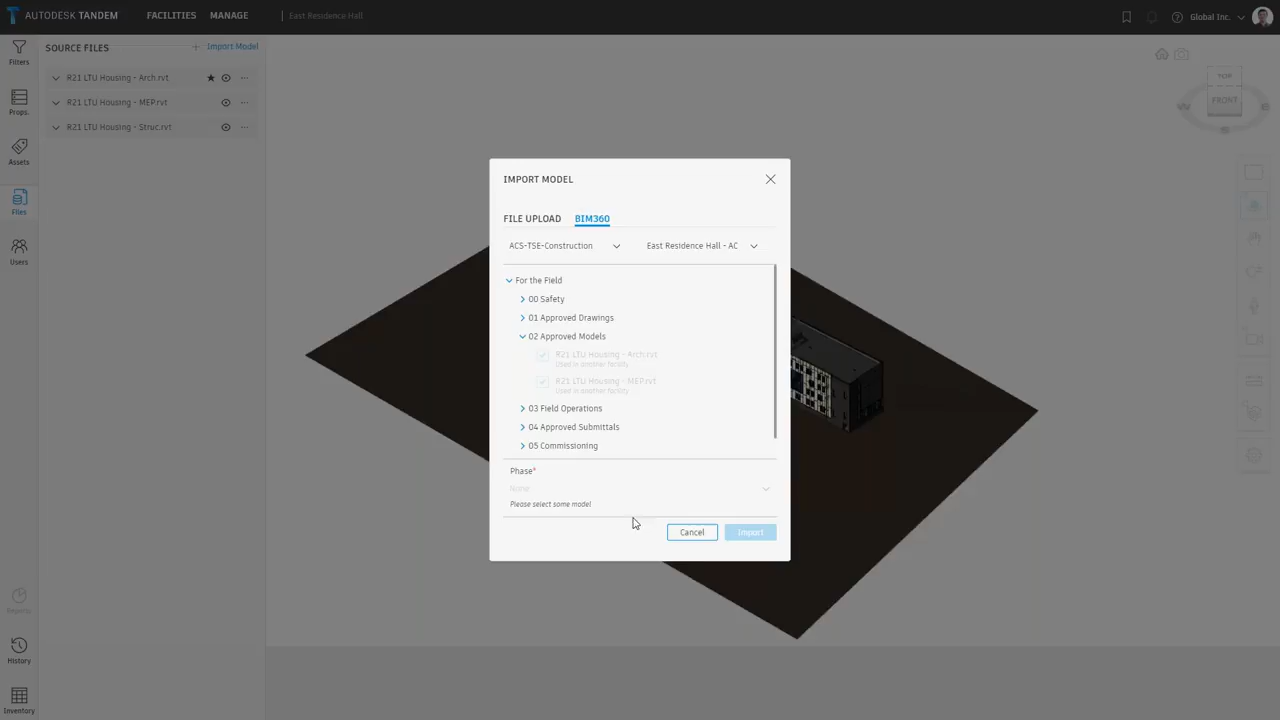 AUTODESK TANDEM
FACILITIES
MANAGE
East Residence Hall
Global Inc.
Filters
Props.
Assets
Files
Users
Reports
History
Inventory
SOURCE FILES
+ Import Model
R21 LTU Housing - Arch.rvt
R21 LTU Housing - MEP.rvt
R21 LTU Housing - Struc.rvt
TOP
FRONT
W
E
S
IMPORT MODEL
FILE UPLOAD
BIM360
ACS-TSE-Construction
East Residence Hall - AC
For the Field
00 Safety
01 Approved Drawings
02 Approved Models
R21 LTU Housing - Arch.rvt
Used in another facility
R21 LTU Housing - MEP.rvt
Used in another facility
03 Field Operations
04 Approved Submittals
05 Commissioning
Phase*
None
Please select some model
Cancel
Import